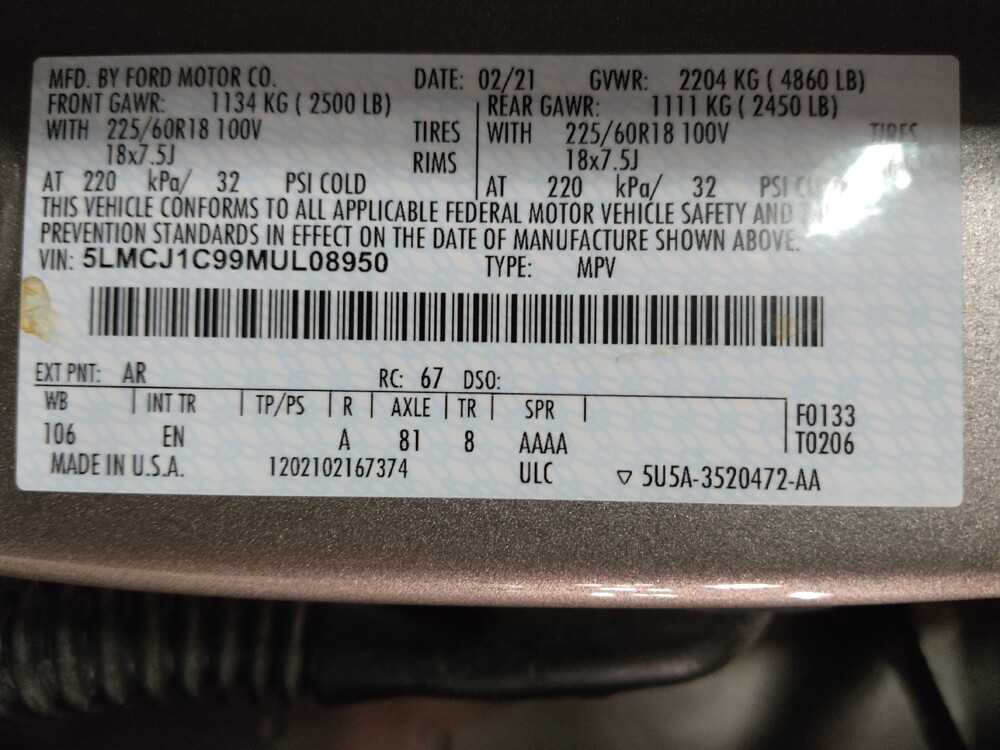 MFD. BY FORD MOTOR CO. DATE: 02/21 GVWR: 2204 KG ( 4860 LB)
FRONT GAWR: 1134 KG ( 2500 LB) REAR GAWR: 1111 KG ( 2450 LB)
WITH 225/60R18 100V TIRES WITH 225/60R18 100V TIRES
18x7.5J RIMS 18x7.5J
AT 220 kPa/ 32 PSI COLD AT 220 kPa/ 32 PSI
THIS VEHICLE CONFORMS TO ALL APPLICABLE FEDERAL MOTOR VEHICLE SAFETY AND
PREVENTION STANDARDS IN EFFECT ON THE DATE OF MANUFACTURE SHOWN ABOVE.
VIN: 5LMCJ1C99MUL08950 TYPE: MPV
EXT PNT: AR RC: 67 DSO:
WB INT TR TP/PS R AXLE TR SPR F0133
106 EN A 81 8 AAAA T0206
MADE IN U.S.A. 1202102167374 ULC ▽ 5U5A-3520472-AA